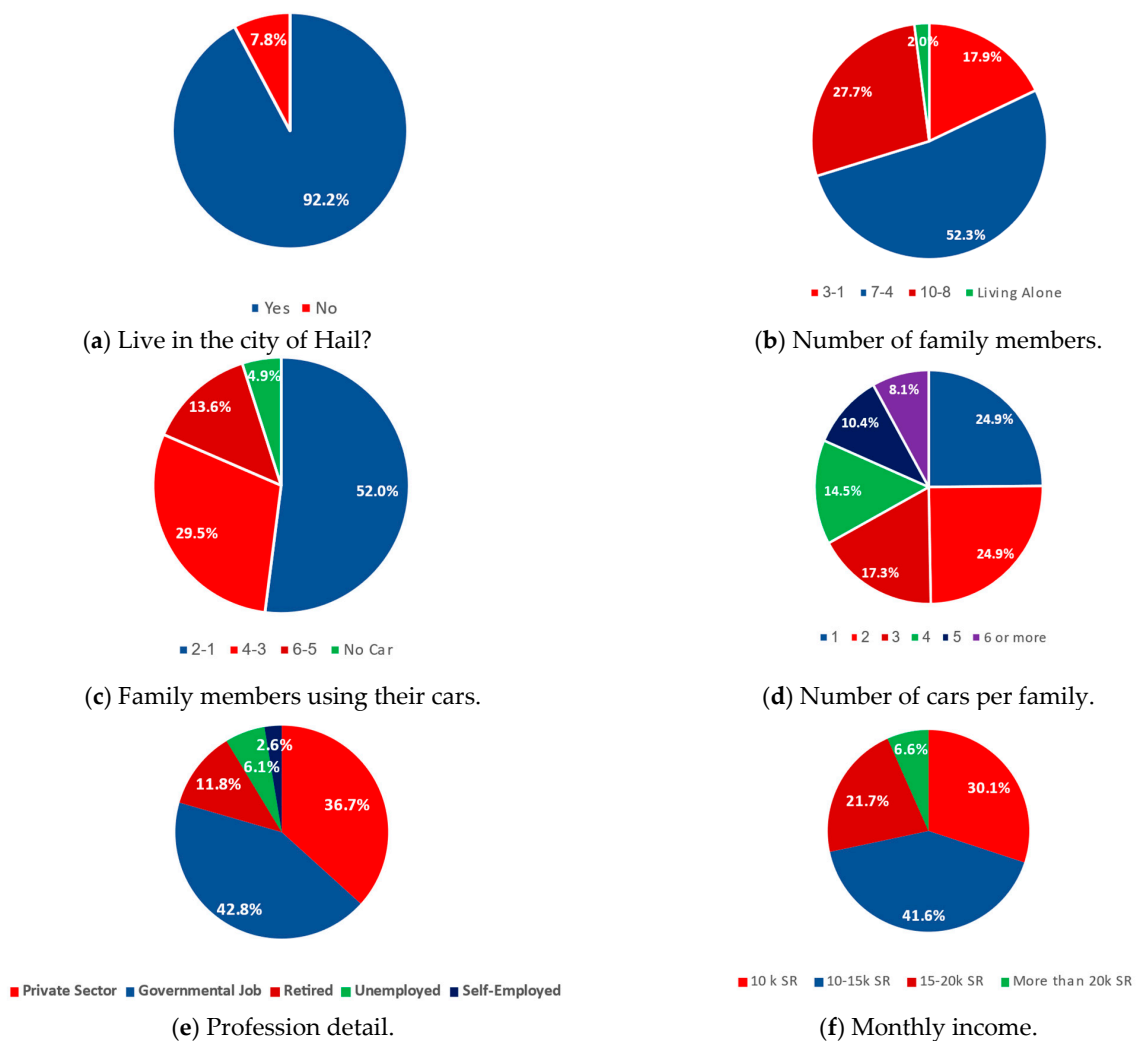 7.8%
92.2%
Yes No
(a) Live in the city of Hail?
2.0%
17.9%
27.7%
52.3%
3-1 7-4 10-8 Living Alone
(b) Number of family members.
4.9%
13.6%
52.0%
29.5%
2-1 4-3 6-5 No Car
(c) Family members using their cars.
8.1%
24.9%
10.4%
14.5%
24.9%
17.3%
1 2 3 4 5 6 or more
(d) Number of cars per family.
2.6%
6.1%
11.8%
36.7%
42.8%
Private Sector Governmental Job Retired Unemployed Self-Employed
(e) Profession detail.
6.6%
30.1%
21.7%
41.6%
10 k SR 10-15k SR 15-20k SR More than 20k SR
(f) Monthly income.